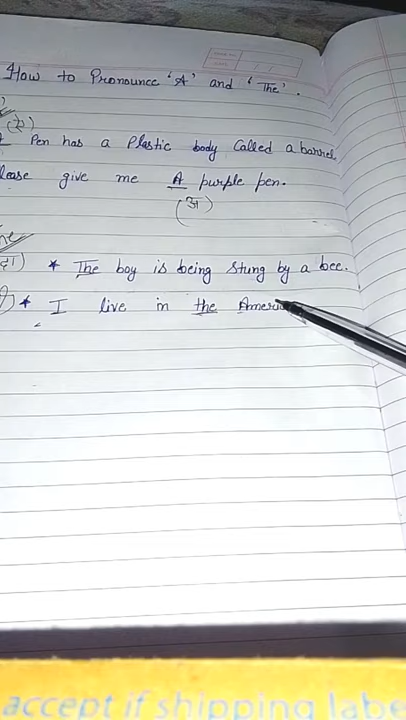 How to Pronounce 'A' and 'The'.
(ऐ)
Pen has a Plastic body Called a barrel
lease give me A purple pen.
(अ)
* The boy is being stung by a bee.
* I live in the Ameri
accept if shipping labe